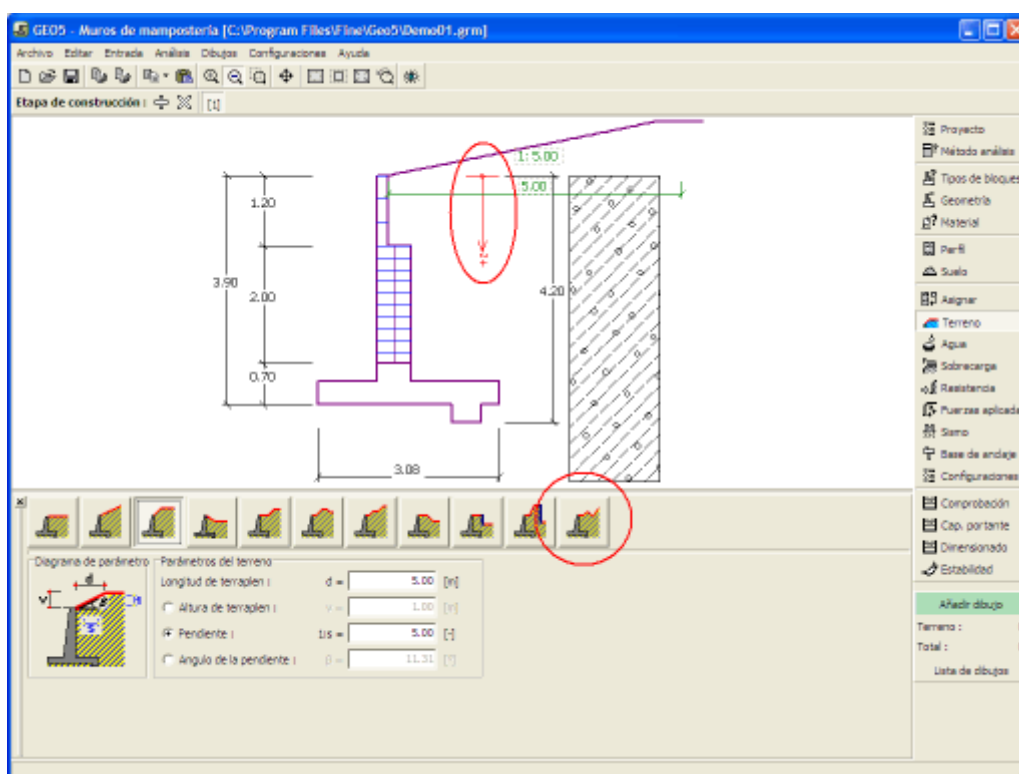 GEO5 - Muros de mampostería [C:\Program Files\Fine\Geo5\Demo01.grm]
Archivo Editar Entrada Análisis Dibujos Configuraciones Ayuda
Etapa de construcción : [1]
1: 5.00
5.00
1.20
3.90
2.00
4.20
0.70
3.08
+z
Proyecto
Método análisis
Tipos de bloques
Geometría
Material
Perfil
Suelo
Asignar
Terreno
Agua
Sobrecarga
Resistencia
Fuerzas aplicada
Sismo
Base de anclaje
Configuraciones
Comprobación
Cap. portante
Dimensionado
Estabilidad
Añadir dibujo
Terreno :
Total :
Lista de dibujos
Diagrama de parámetro
d
v
Parámetros del terreno
Longitud de terraplen : d = 5.00 [m]
Altura de terraplen : v = 1.00 [m]
Pendiente : 1:s = 5.00 [-]
Angulo de la pendiente : β = 11.31 [°]